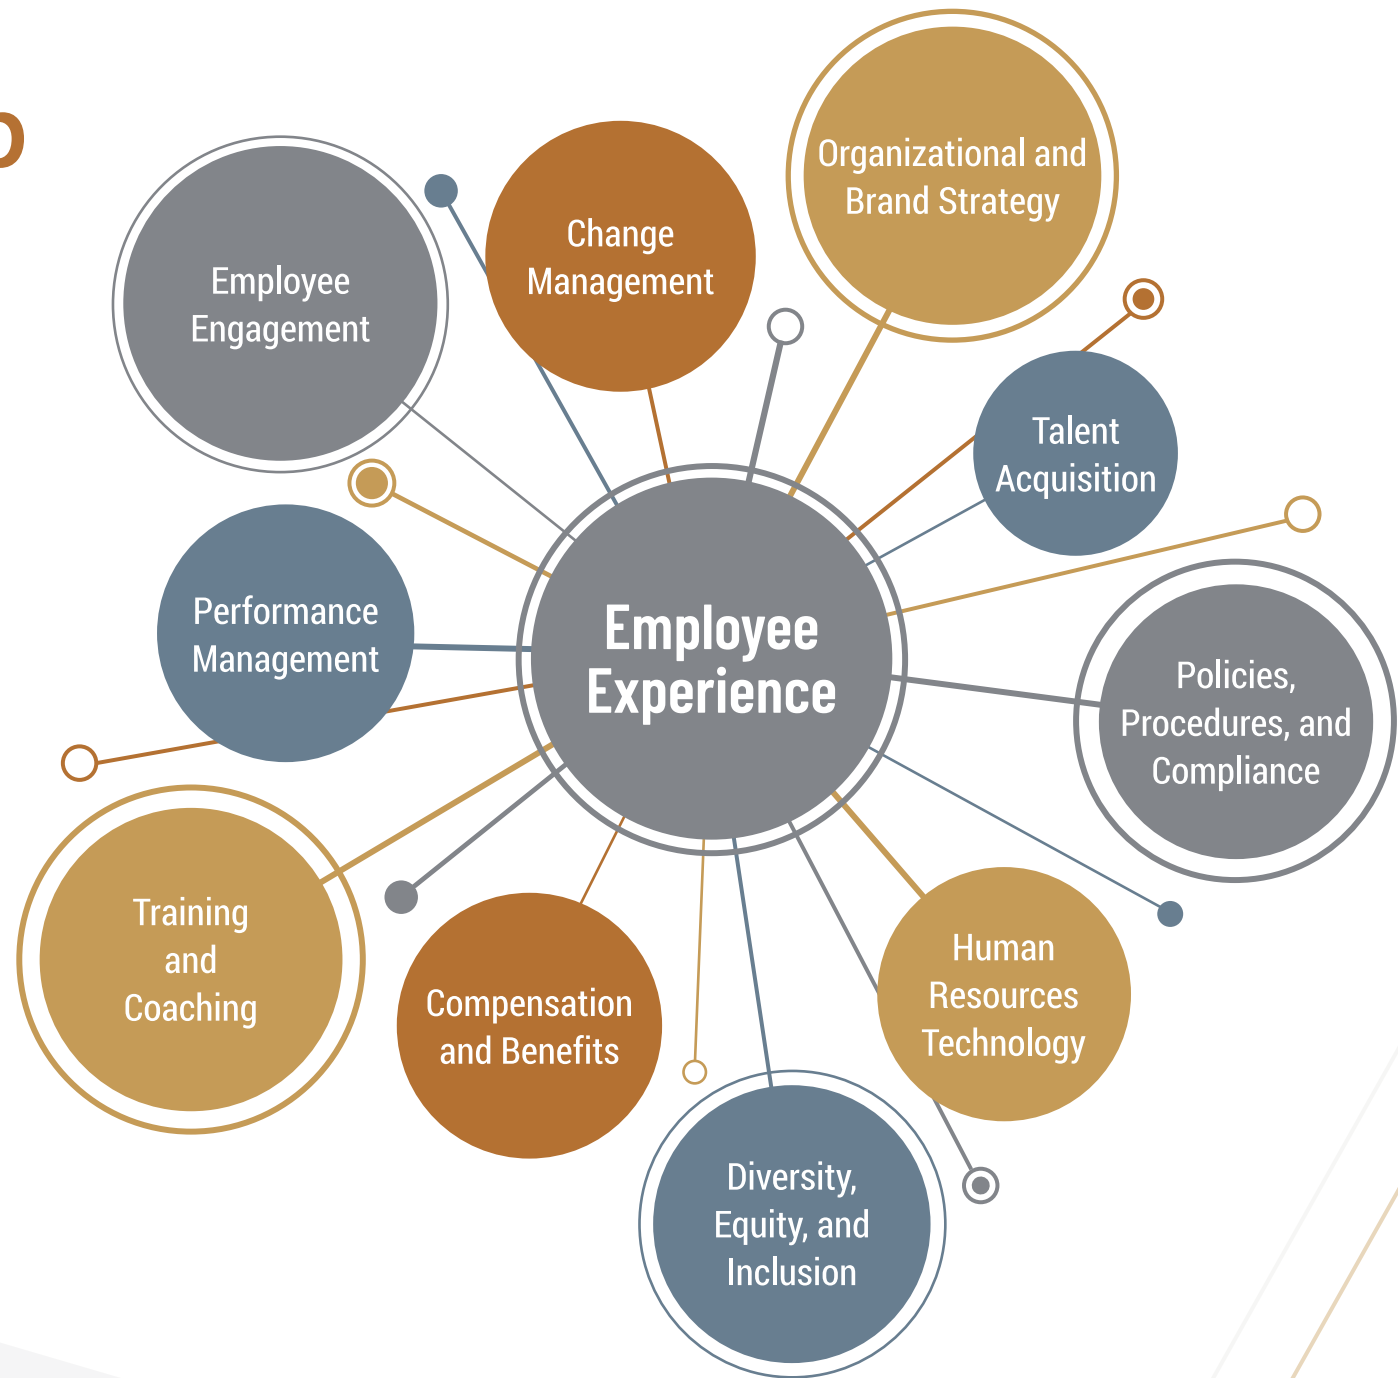 Organizational and
Brand Strategy
Change
Management
Employee
Engagement
Talent
Acquisition
Performance
Management
Employee
Experience
Policies,
Procedures, and
Compliance
Training
and
Coaching
Compensation
and Benefits
Human
Resources
Technology
Diversity,
Equity, and
Inclusion